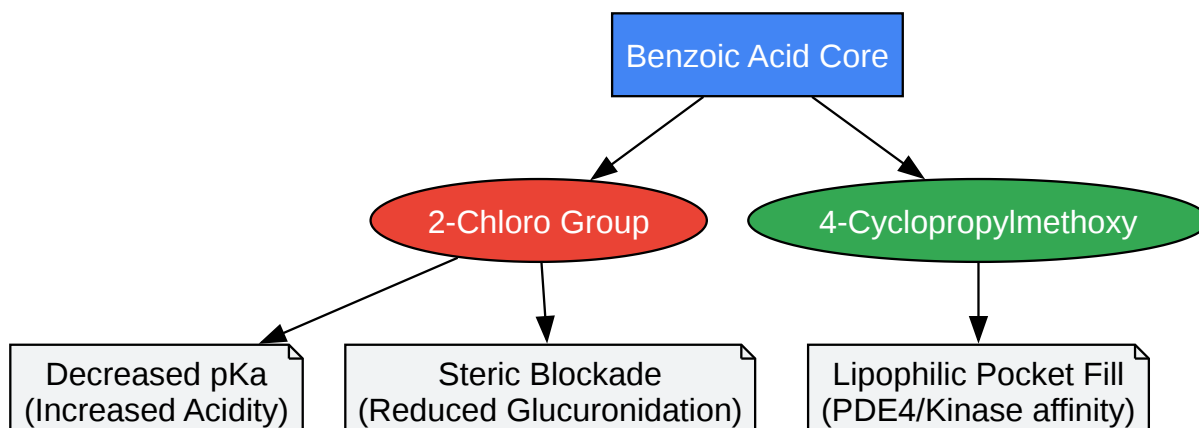 Benzoic Acid Core
2-Chloro Group
4-Cyclopropylmethoxy
Decreased pKa
(Increased Acidity)
Steric Blockade
(Reduced Glucuronidation)
Lipophilic Pocket Fill
(PDE4/Kinase affinity)